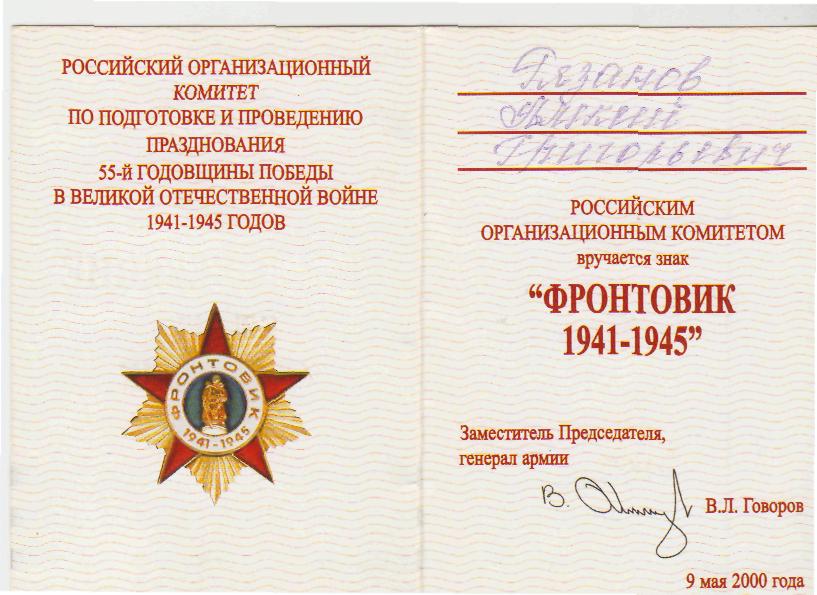 РОССИЙСКИЙ ОРГАНИЗАЦИОННЫЙ
КОМИТЕТ
ПО ПОДГОТОВКЕ И ПРОВЕДЕНИЮ
ПРАЗДНОВАНИЯ
55-й ГОДОВЩИНЫ ПОБЕДЫ
В ВЕЛИКОЙ ОТЕЧЕСТВЕННОЙ ВОЙНЕ
1941-1945 ГОДОВ
ФРОНТОВИК
1941-1945
Григорьевич
РОССИЙСКИМ
ОРГАНИЗАЦИОННЫМ КОМИТЕТОМ
вручается знак
“ФРОНТОВИК
1941-1945”
Заместитель Председателя,
генерал армии
В.Л. Говоров
9 мая 2000 года